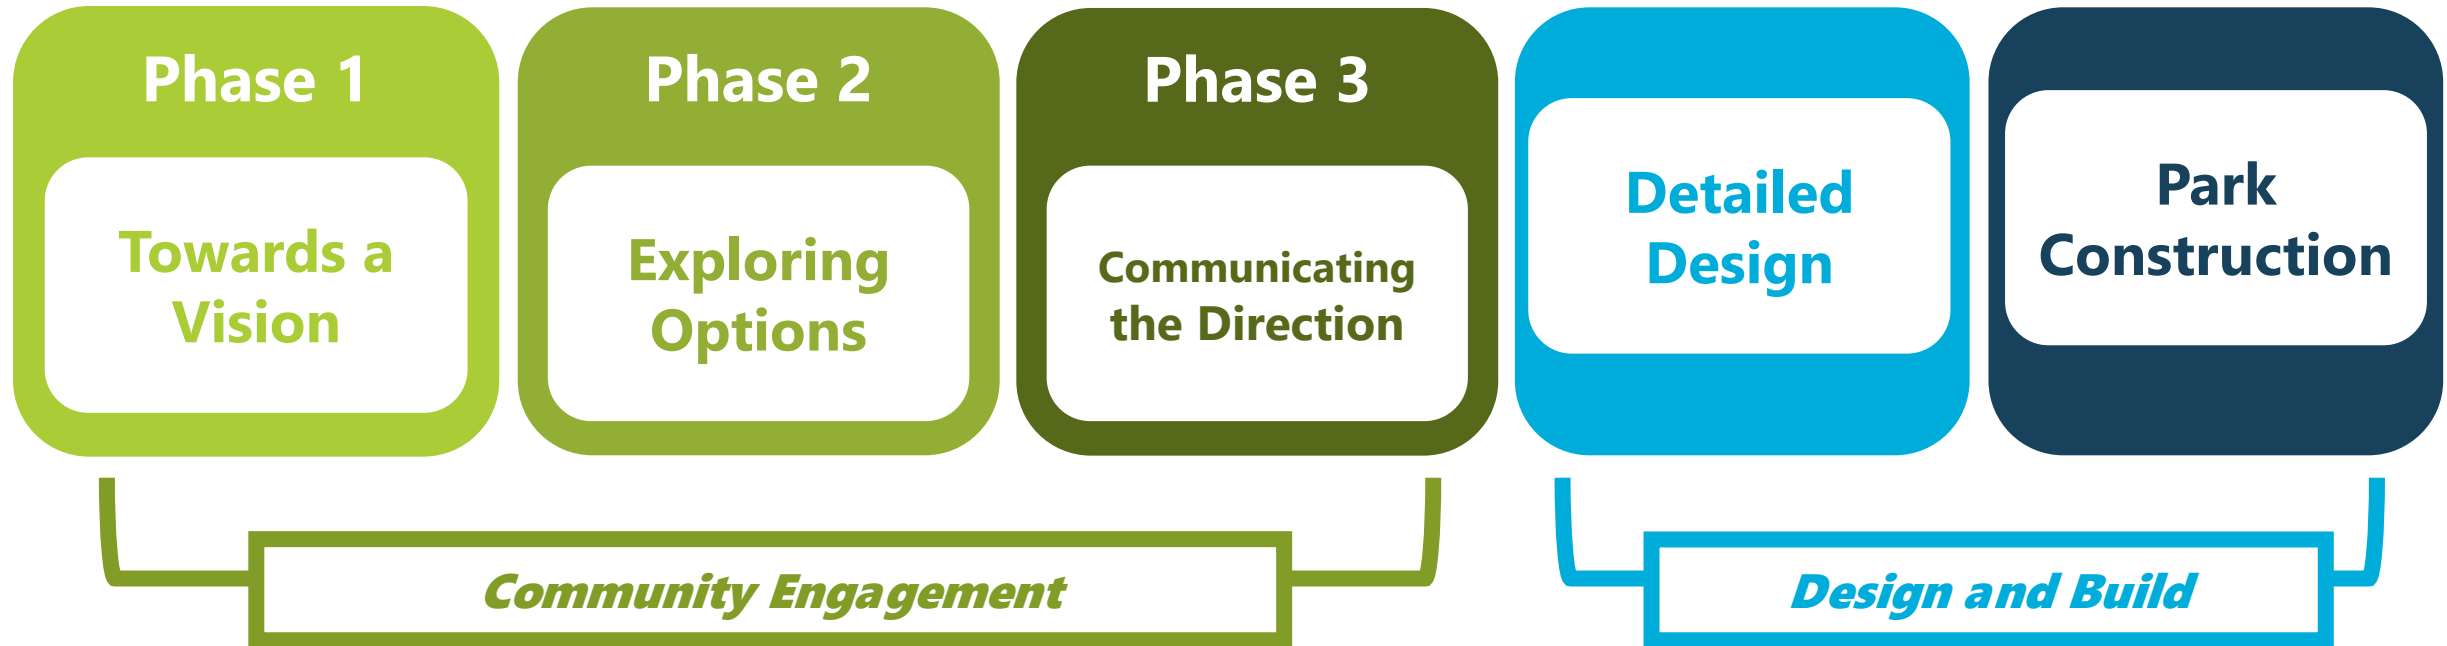 Phase 1
Towards a
Vision
Phase 2
Exploring
Options
Phase 3
Communicating
the Direction
Detailed
Design
Park
Construction
Community Engagement
Design and Build